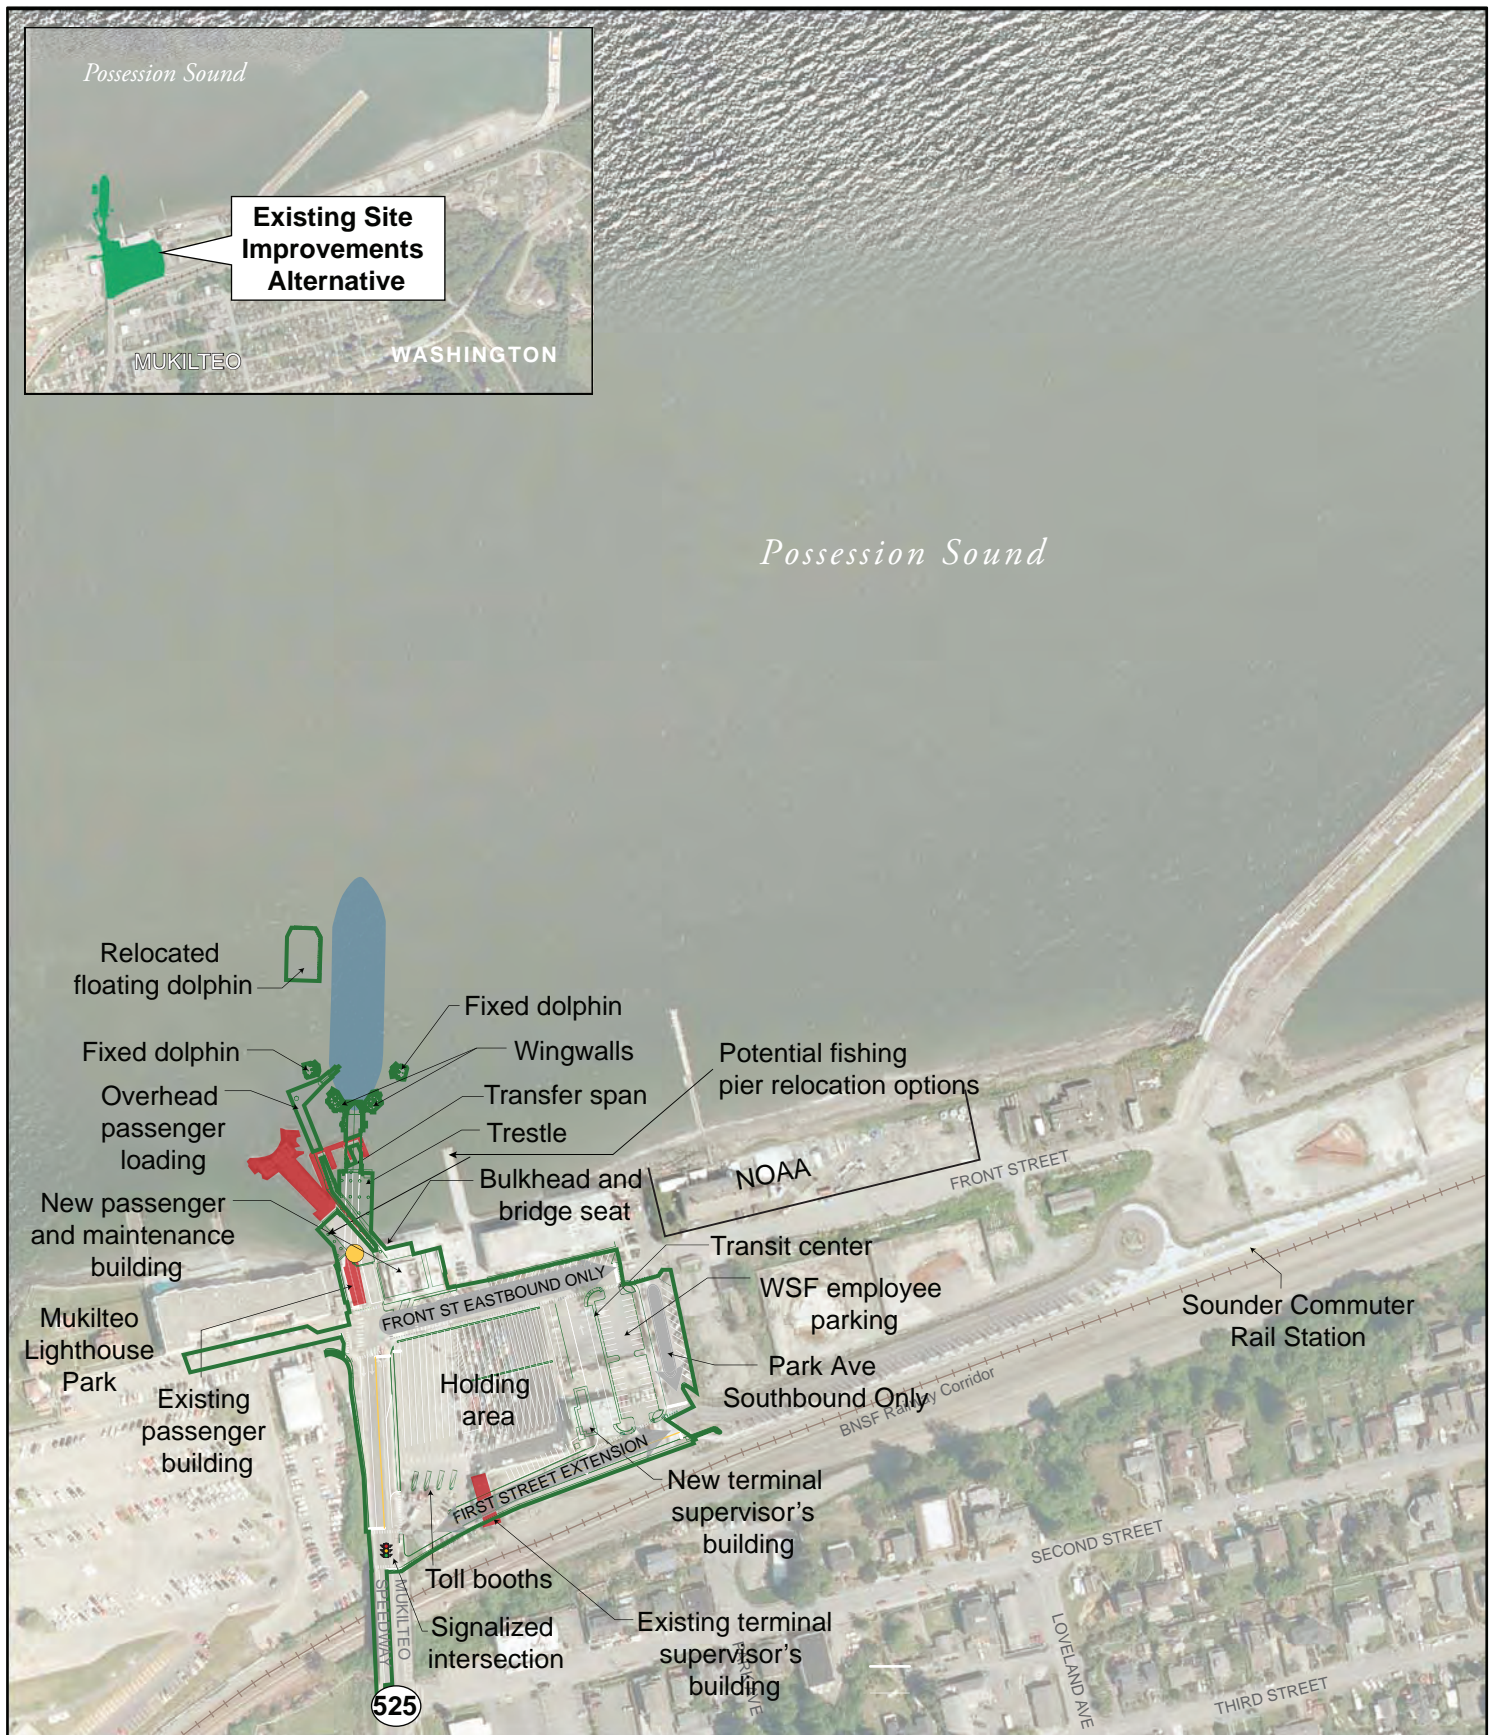 Possession Sound
Existing Site
Improvements
Alternative
MUKILTEO
WASHINGTON
Possession Sound
Relocated
floating dolphin
Fixed dolphin
Fixed dolphin
Wingwalls
Overhead
passenger
loading
Transfer span
Trestle
Potential fishing
pier relocation options
New passenger
and maintenance
building
Bulkhead and
bridge seat
NOAA
FRONT STREET
Transit center
WSF employee
parking
FRONT ST EASTBOUND ONLY
Mukilteo
Lighthouse
Park
Sounder Commuter
Rail Station
Park Ave
Southbound Only
BNSF Railway Corridor
Existing
passenger
building
Holding
area
FIRST STREET EXTENSION
New terminal
supervisor's
building
Toll booths
Signalized
intersection
Existing terminal
supervisor's
building
MUKILTEO
SPEEDWAY
525
SECOND STREET
PARK AVE
LOVELAND AVE
THIRD STREET